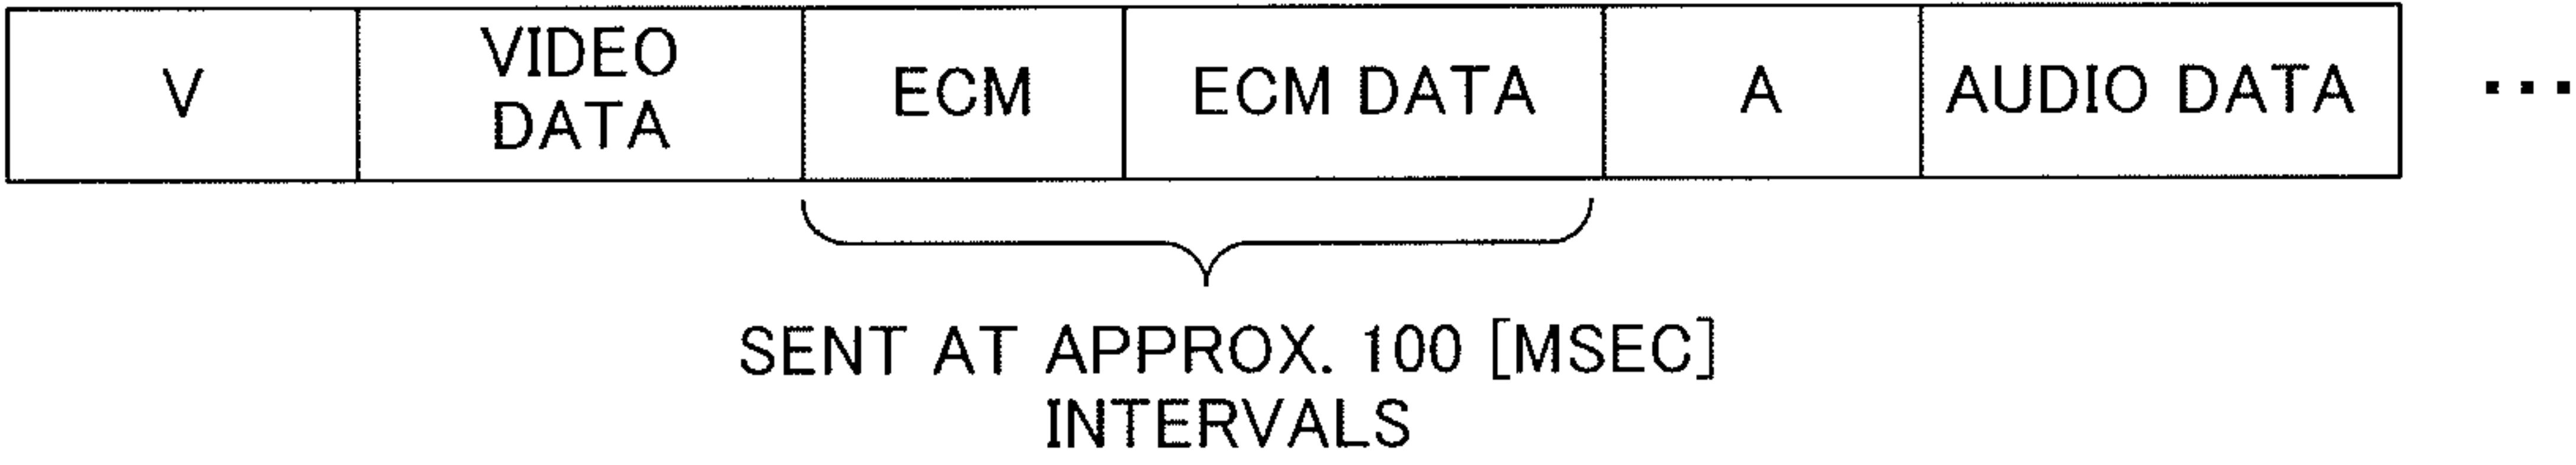 V
VIDEO
DATA
ECM
ECM DATA
A
AUDIO DATA
...
SENT AT APPROX. 100 [MSEC]
INTERVALS